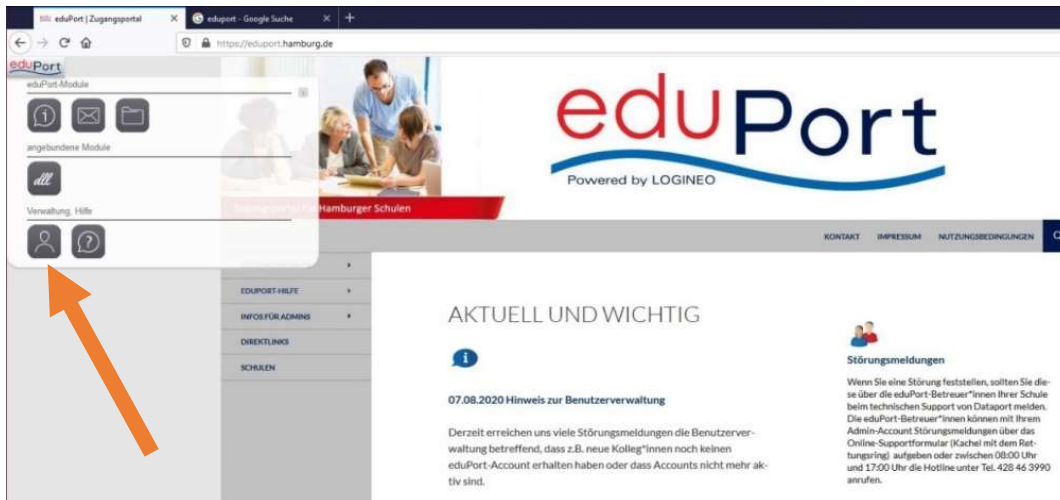 eduPort | Zugangsportal
eduport - Google Suche
https://eduport.hamburg.de
eduPort
eduPort-Module
angebundene Module
dll
Verwaltung, Hilfe
eduPort
Powered by LOGINEO
Hamburger Schulen
KONTAKT IMPRESSUM NUTZUNGSBEDINGUNGEN
EDUPORT-HILFE
INFOS FÜR ADMINS
DIREKTLINKS
SCHULEN
AKTUELL UND WICHTIG
07.08.2020 Hinweis zur Benutzerverwaltung
Derzeit erreichen uns viele Störungsmeldungen die Benutzerver-
waltung betreffend, dass z.B. neue Kolleg*innen noch keinen
eduPort-Account erhalten haben oder dass Accounts nicht mehr ak-
tiv sind.
Störungsmeldungen
Wenn Sie eine Störung feststellen, sollten Sie die-
se über die eduPort-Betreuer*innen Ihrer Schule
beim technischen Support von Dataport melden.
Die eduPort-Betreuer*innen können mit Ihrem
Admin-Account Störungsmeldungen über das
Online-Supportformular (Kachel mit dem Ret-
tungsring) aufgeben oder zwischen 08:00 Uhr
und 17:00 Uhr die Hotline unter Tel. 428 46 3990
anrufen.